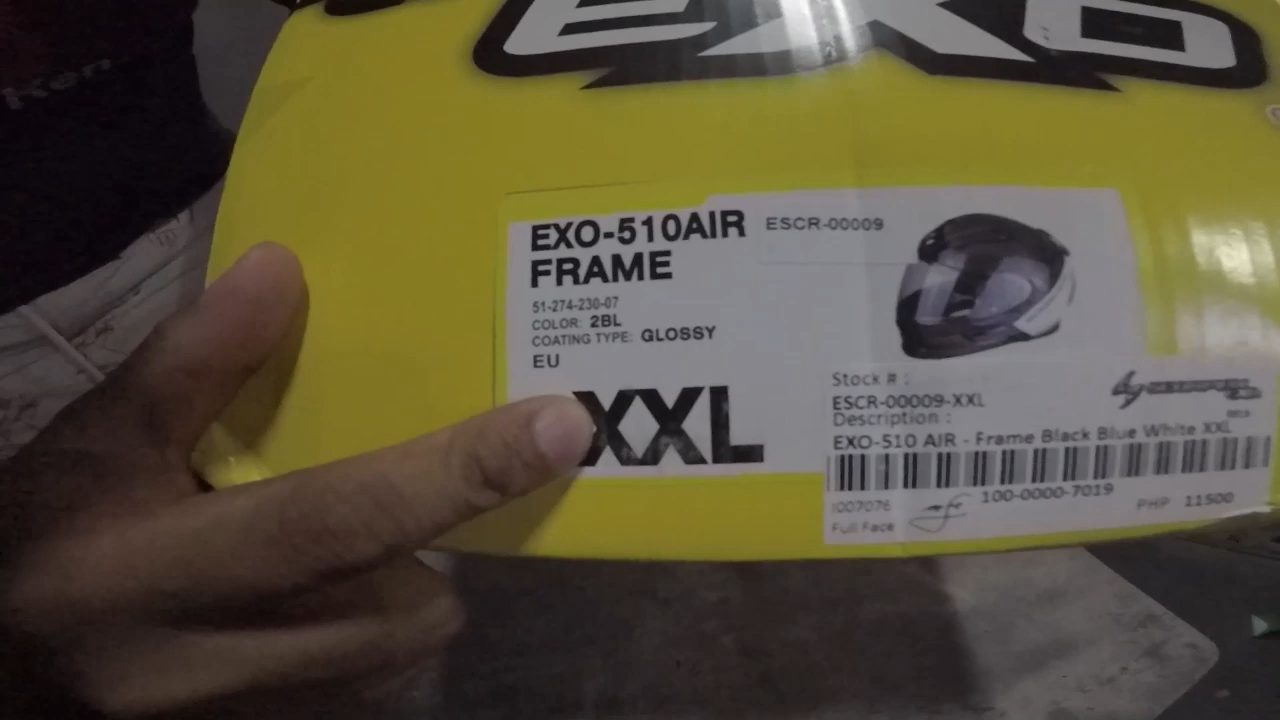 EXO
EXO-510AIR
FRAME
ESCR-00009
51-274-230-07
COLOR: 2BL
COATING TYPE: GLOSSY
EU
XXL
Stock # :
ESCR-00009-XXL
Description :
EXO-510 AIR - Frame Black Blue White XXL
I007076
100-0000-7019
PHP 11500
Full Face